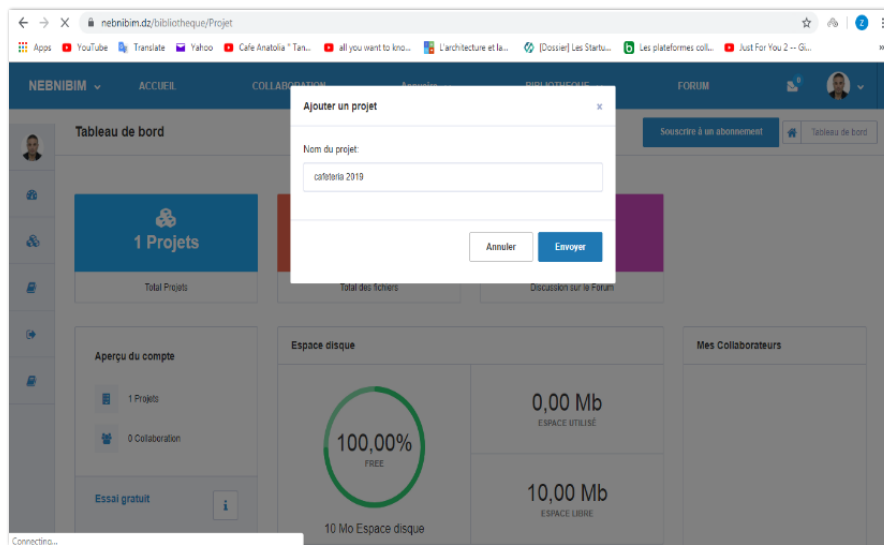 nebnibim.dz/bibliotheque/Projet
Apps YouTube Translate Yahoo Cafe Anatolia " Tan... all you want to kno... L'architecture et la... [Dossier] Les Startu... Les plateformes coll... Just For You 2 -- Gi...
NEBNIBIM ACCUEIL COLLABORATION Annuaire BIBLIOTHEQUE FORUM
Ajouter un projet x
Tableau de bord
Souscrire à un abonnement Tableau de bord
Nom du projet:
cafeteria 2019
Annuler Envoyer
1 Projets
Total Projets Total des fichiers Discussion sur le Forum
Aperçu du compte
1 Projets
0 Collaboration
Essai gratuit i
Espace disque
100,00%
FREE
10 Mo Espace disque
0,00 Mb
ESPACE UTILISÉ
10,00 Mb
ESPACE LIBRE
Mes Collaborateurs
Connecting...